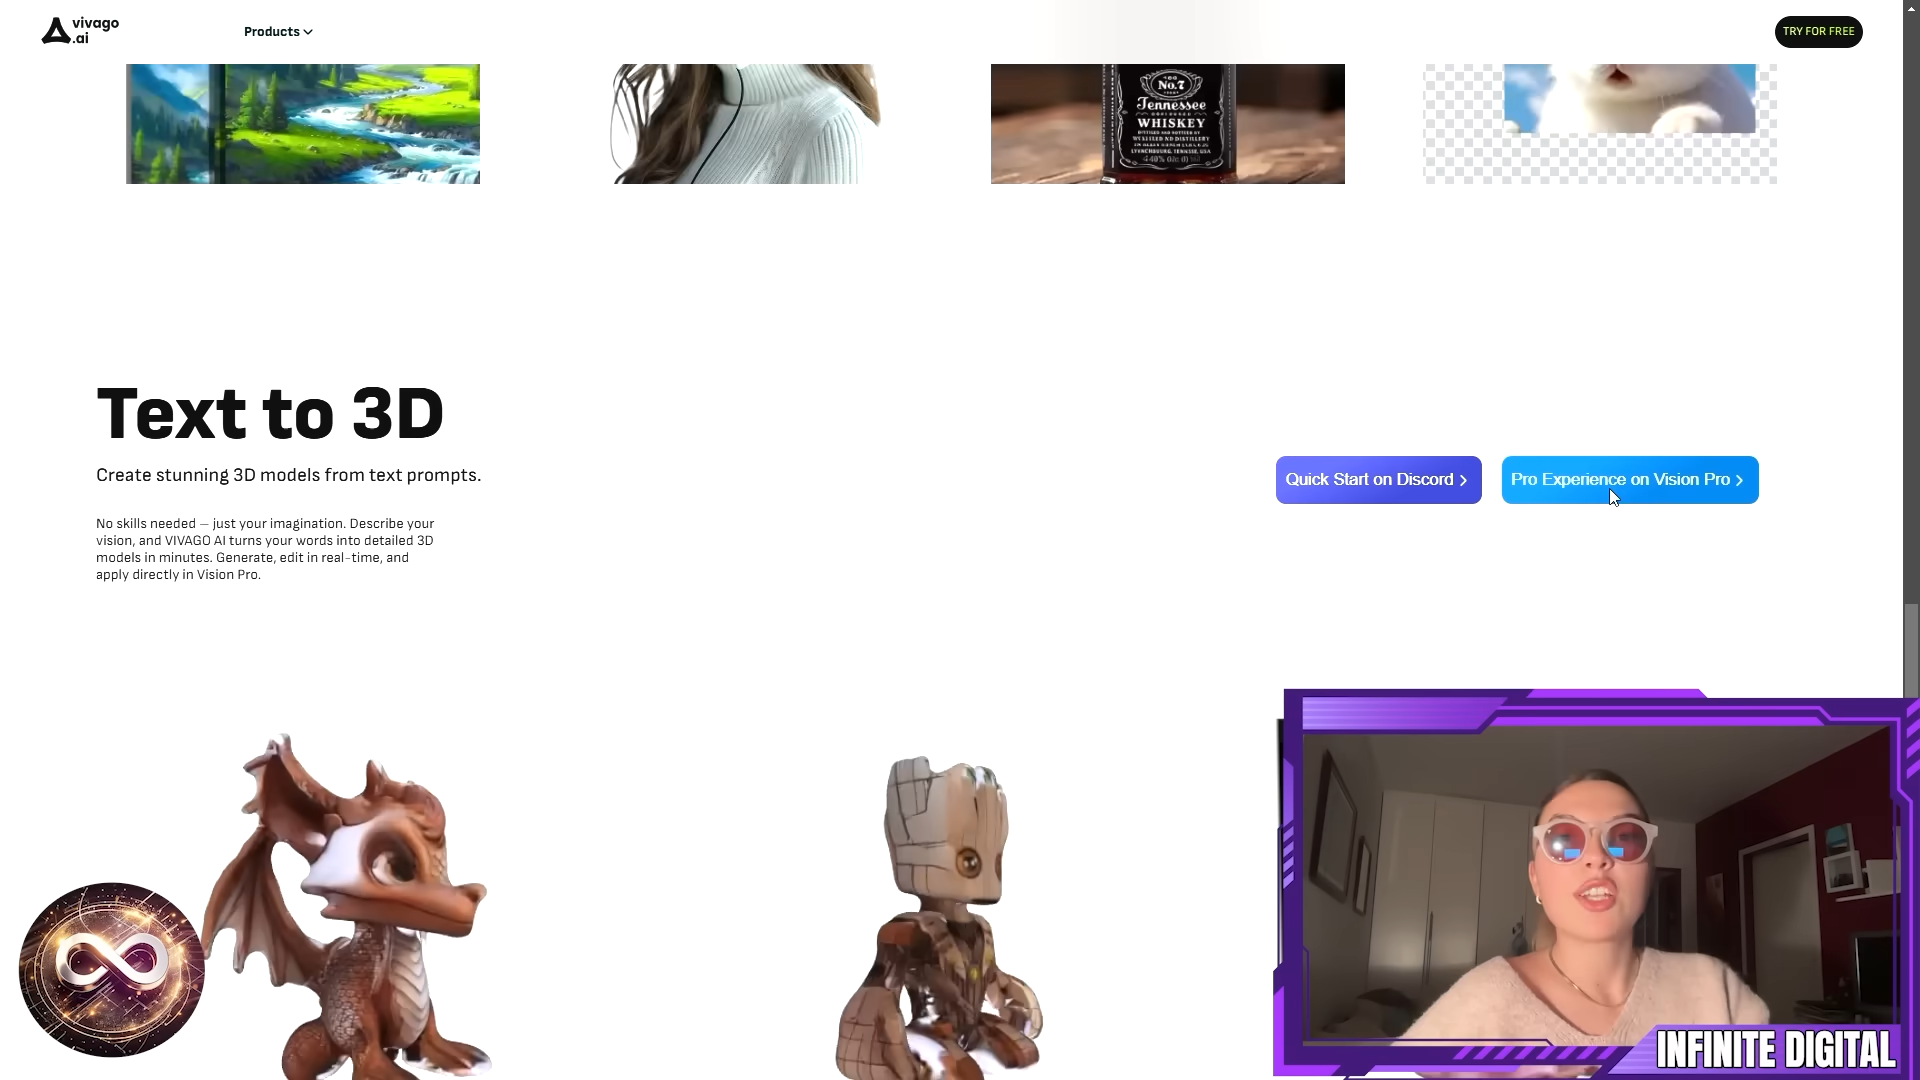 vivago
.ai
Products
TRY FOR FREE
No.7
Tennessee
WHISKEY
Text to 3D
Create stunning 3D models from text prompts.
Quick Start on Discord
Pro Experience on Vision Pro
No skills needed – just your imagination. Describe your
vision, and VIVAGO AI turns your words into detailed 3D
models in minutes. Generate, edit in real-time, and
apply directly in Vision Pro.
INFINITE DIGITAL